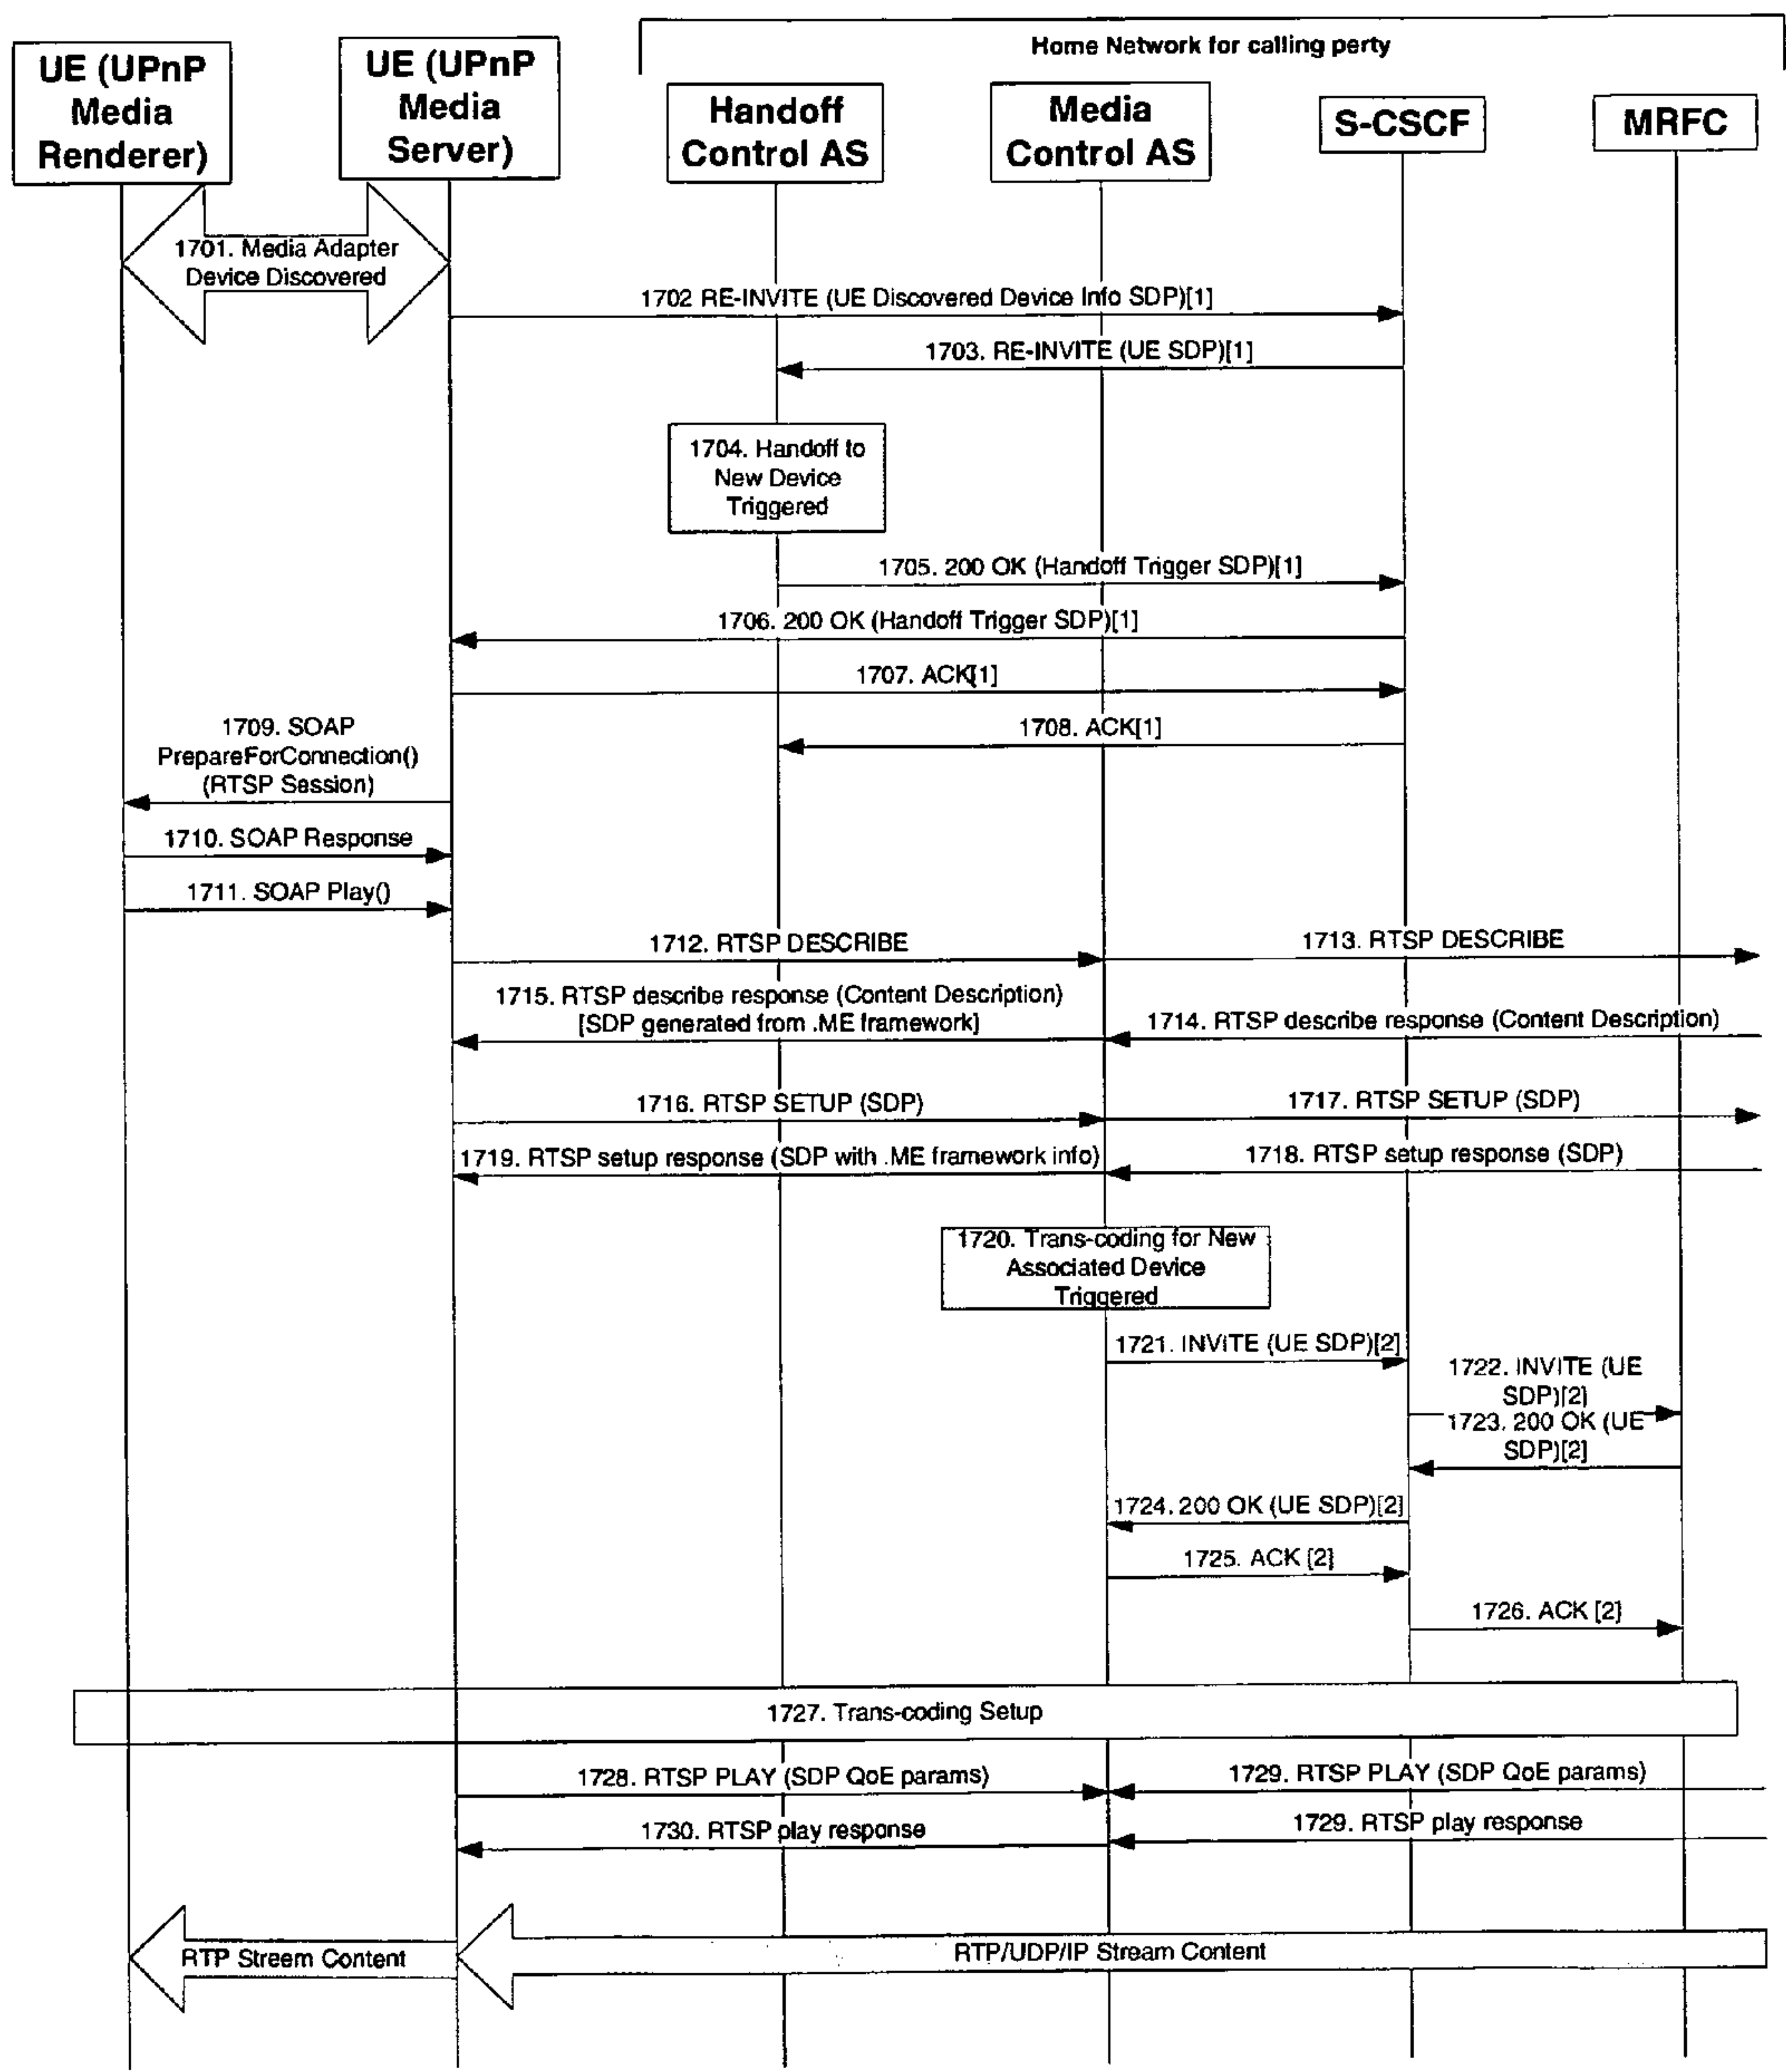 Home Network for calling perty
UE (UPnP
Media
Renderer)
UE (UPnP
Media
Server)
Handoff
Control AS
Media
Control AS
S-CSCF
MRFC
1701. Media Adapter
Device Discovered
1702 RE-INVITE (UE Discovered Device Info SDP)[1]
1703. RE-INVITE (UE SDP)[1]
1704. Handoff to
New Device
Triggered
1705. 200 OK (Handoff Trigger SDP)[1]
1706. 200 OK (Handoff Trigger SDP)[1]
1707. ACK[1]
1708. ACK[1]
1709. SOAP
PrepareForConnection()
(RTSP Session)
1710. SOAP Response
1711. SOAP Play()
1712. RTSP DESCRIBE
1713. RTSP DESCRIBE
1715. RTSP describe response (Content Description)
[SDP generated from .ME framework]
1714. RTSP describe response (Content Description)
1716. RTSP SETUP (SDP)
1717. RTSP SETUP (SDP)
1719. RTSP setup response (SDP with .ME framework info)
1718. RTSP setup response (SDP)
1720. Trans-coding for New
Associated Device
Triggered
1721. INVITE (UE SDP)[2]
1722. INVITE (UE
SDP)[2]
1723. 200 OK (UE
SDP)[2]
1724. 200 OK (UE SDP)[2]
1725. ACK [2]
1726. ACK [2]
1727. Trans-coding Setup
1728. RTSP PLAY (SDP QoE params)
1729. RTSP PLAY (SDP QoE params)
1730. RTSP play response
1729. RTSP play response
RTP Streem Content
RTP/UDP/IP Stream Content